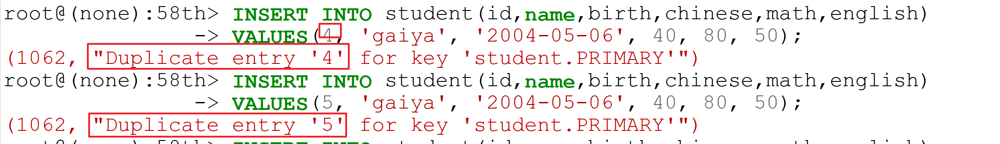 root@(none):58th> INSERT INTO student(id,name,birth,chinese,math,english)
-> VALUES(4, 'gaiya', '2004-05-06', 40, 80, 50);
(1062, "Duplicate entry '4' for key 'student.PRIMARY'")
root@(none):58th> INSERT INTO student(id,name,birth,chinese,math,english)
-> VALUES(5, 'gaiya', '2004-05-06', 40, 80, 50);
(1062, "Duplicate entry '5' for key 'student.PRIMARY'")